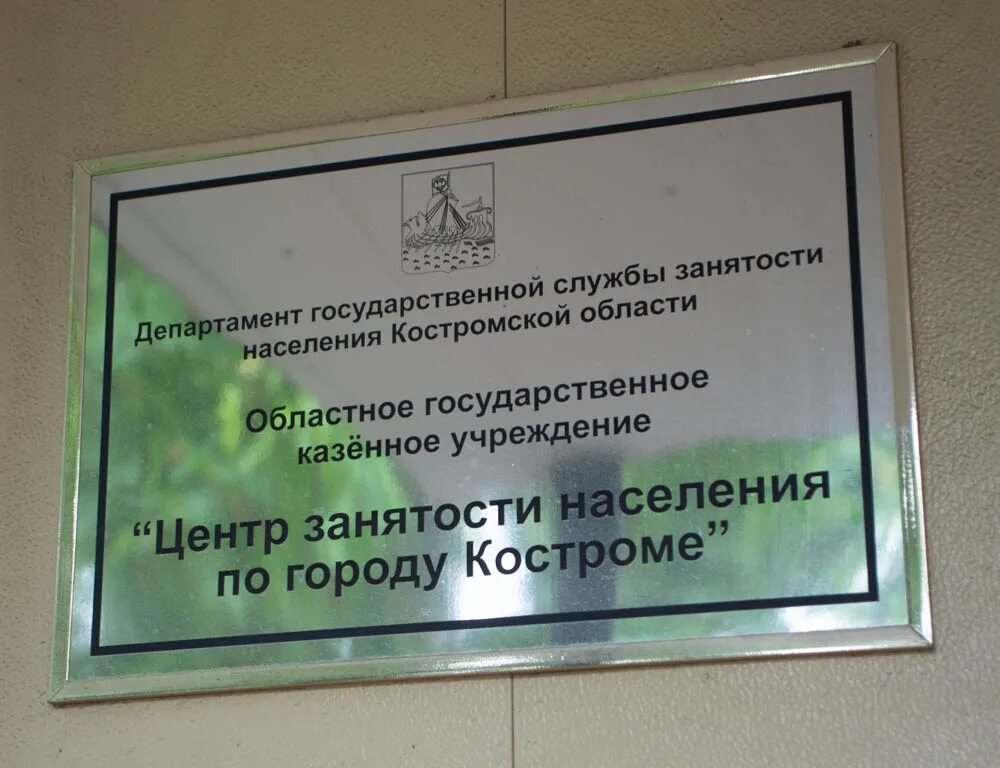 Департамент государственной службы занятости
населения Костромской области
Областное государственное
казённое учреждение
“Центр занятости населения
по городу Костроме”